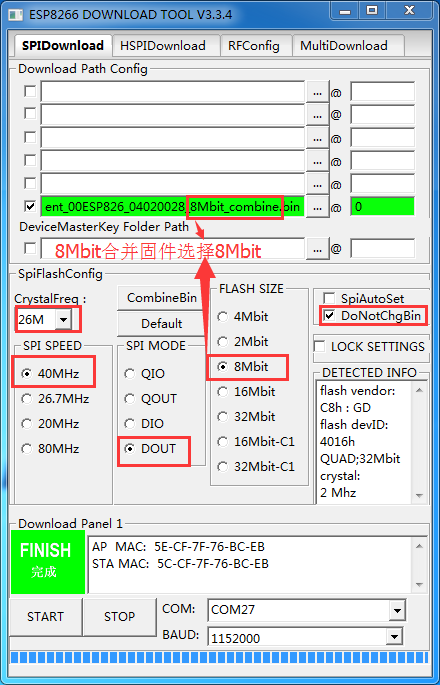 ESP8266 DOWNLOAD TOOL V3.3.4
SPIDownload HSPIDownload RFConfig MultiDownload
Download Path Config
... @
... @
... @
... @
... @
ent_00ESP826_04020028_8Mbit_combine.bin ... @ 0
DeviceMasterKey Folder Path
... @
8Mbit合并固件选择8Mbit
SpiFlashConfig
CrystalFreq :
26M
CombineBin
Default
SPI SPEED
40MHz
26.7MHz
20MHz
80MHz
SPI MODE
QIO
QOUT
DIO
DOUT
FLASH SIZE
4Mbit
2Mbit
8Mbit
16Mbit
32Mbit
16Mbit-C1
32Mbit-C1
SpiAutoSet
DoNotChgBin
LOCK SETTINGS
DETECTED INFO
flash vendor:
C8h : GD
flash devID:
4016h
QUAD;32Mbit
crystal:
2 Mhz
Download Panel 1
FINISH
完成
AP MAC: 5E-CF-7F-76-BC-EB
STA MAC: 5C-CF-7F-76-BC-EB
START STOP
COM: COM27
BAUD: 1152000